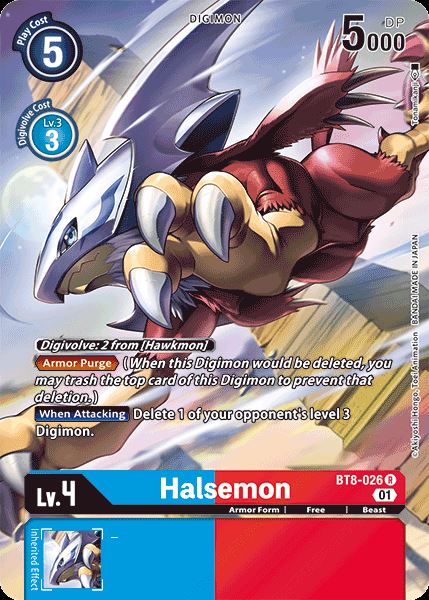 DIGIMON
Play Cost
5
DP
5000
Digivolve Cost
Lv.3
3
Tonamikanji
©Akiyoshi Hongo, Toei Animation BANDAI MADE IN JAPAN
Digivolve: 2 from [Hawkmon]
Armor Purge (When this Digimon would be deleted, you
may trash the top card of this Digimon to prevent that
deletion.)
When Attacking Delete 1 of your opponent's level 3
Digimon.
BT8-026 R
Lv.4 Halsemon 01
Armor Form | Free | Beast
Inherited Effect
–